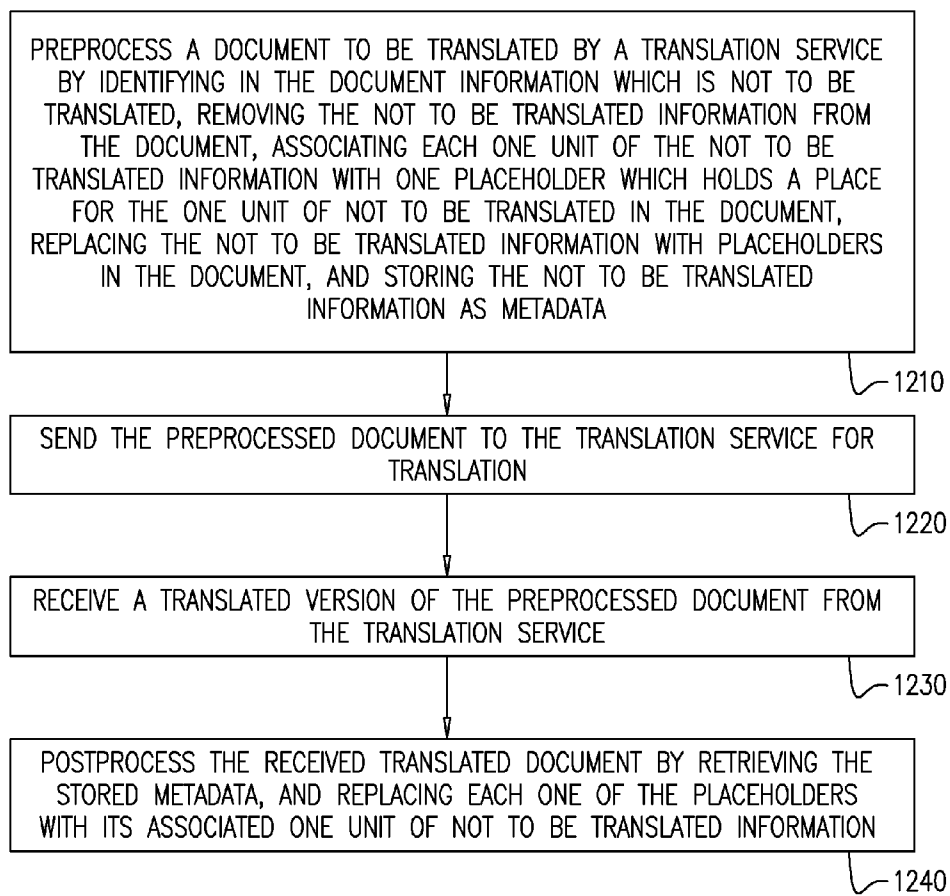 PREPROCESS A DOCUMENT TO BE TRANSLATED BY A TRANSLATION SERVICE
BY IDENTIFYING IN THE DOCUMENT INFORMATION WHICH IS NOT TO BE
TRANSLATED, REMOVING THE NOT TO BE TRANSLATED INFORMATION FROM
THE DOCUMENT, ASSOCIATING EACH ONE UNIT OF THE NOT TO BE
TRANSLATED INFORMATION WITH ONE PLACEHOLDER WHICH HOLDS A PLACE
FOR THE ONE UNIT OF NOT TO BE TRANSLATED IN THE DOCUMENT,
REPLACING THE NOT TO BE TRANSLATED INFORMATION WITH PLACEHOLDERS
IN THE DOCUMENT, AND STORING THE NOT TO BE TRANSLATED
INFORMATION AS METADATA
1210
SEND THE PREPROCESSED DOCUMENT TO THE TRANSLATION SERVICE FOR
TRANSLATION
1220
RECEIVE A TRANSLATED VERSION OF THE PREPROCESSED DOCUMENT FROM
THE TRANSLATION SERVICE
1230
POSTPROCESS THE RECEIVED TRANSLATED DOCUMENT BY RETRIEVING THE
STORED METADATA, AND REPLACING EACH ONE OF THE PLACEHOLDERS
WITH ITS ASSOCIATED ONE UNIT OF NOT TO BE TRANSLATED INFORMATION
1240